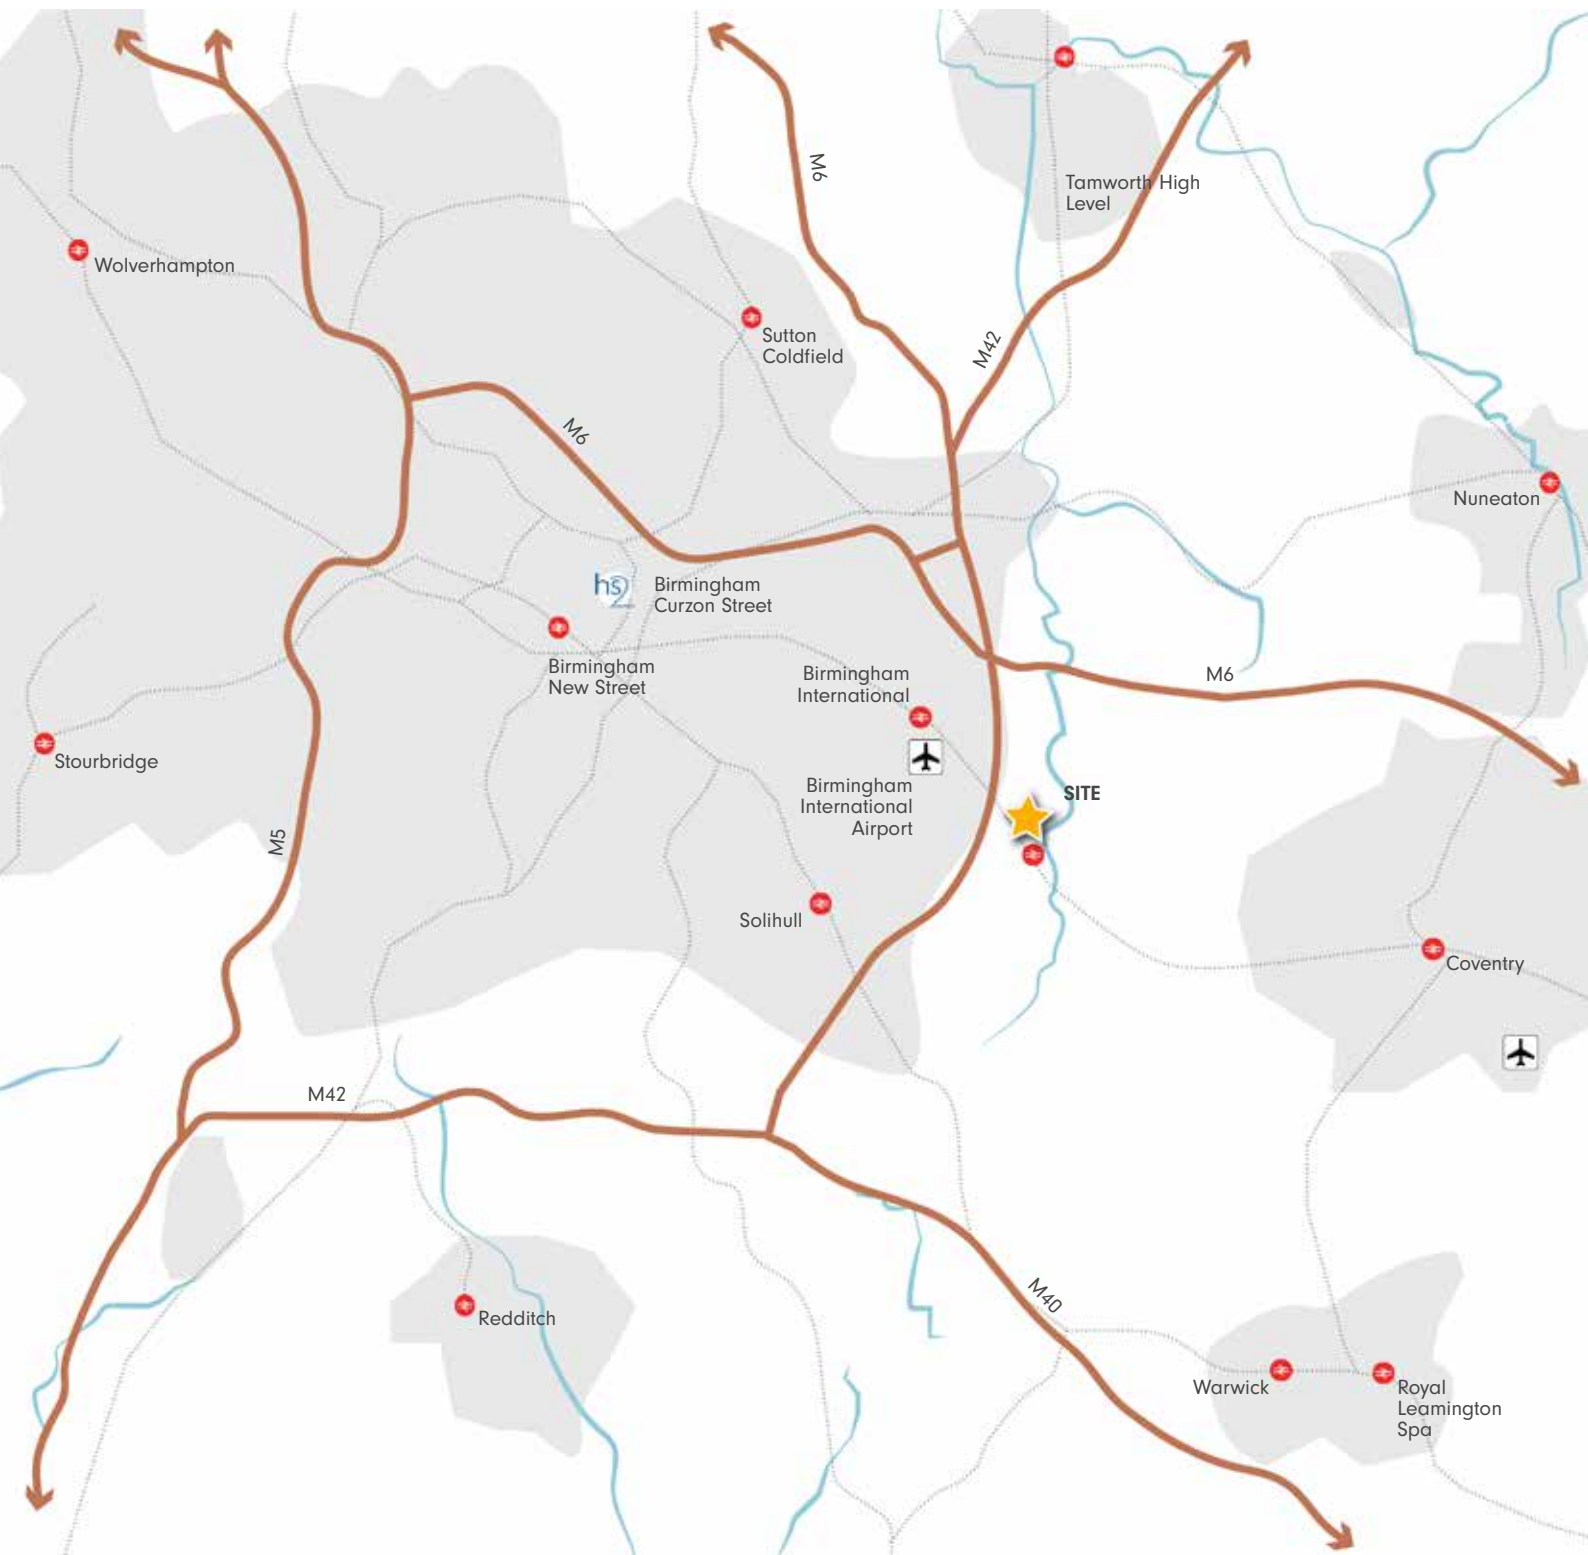 M6
Tamworth High
Level
Wolverhampton
Sutton
Coldfield
M42
M6
Nuneaton
hs2
Birmingham
Curzon Street
Birmingham
New Street
Birmingham
International
M6
Stourbridge
Birmingham
International
Airport
SITE
M5
Solihull
Coventry
M42
M40
Redditch
Warwick
Royal
Leamington
Spa